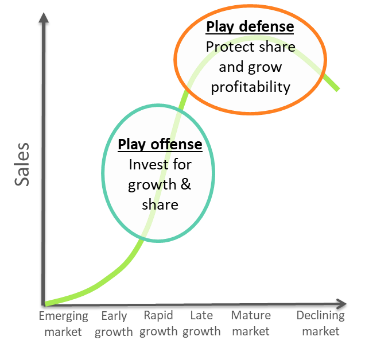 Play defense
Protect share
and grow
profitability
Play offense
Invest for
growth &
share
Sales
Emerging
market
Early
growth
Rapid
growth
Late
growth
Mature
market
Declining
market